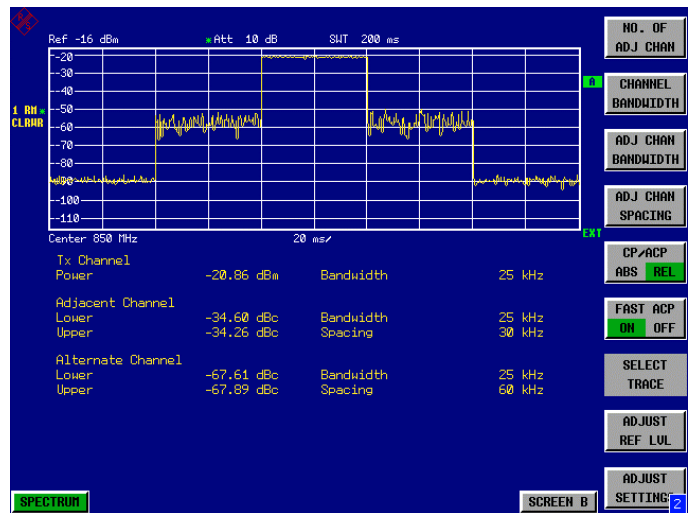 Ref -16 dBm *Att 10 dB SWT 200 ms
-20
-30
A
-40
1 RM *
-50
CLRWR
-60
-70
-80
-90
-100
-110
EXT
Center 850 MHz 20 ms/
Tx Channel
Power -20.86 dBm Bandwidth 25 kHz
Adjacent Channel
Lower -34.60 dBc Bandwidth 25 kHz
Upper -34.26 dBc Spacing 30 kHz
Alternate Channel
Lower -67.61 dBc Bandwidth 25 kHz
Upper -67.89 dBc Spacing 60 kHz
SPECTRUM
SCREEN B
NO. OF
ADJ CHAN
CHANNEL
BANDWIDTH
ADJ CHAN
BANDWIDTH
ADJ CHAN
SPACING
CP/ACP
ABS REL
FAST ACP
ON OFF
SELECT
TRACE
ADJUST
REF LVL
ADJUST
SETTINGS
2